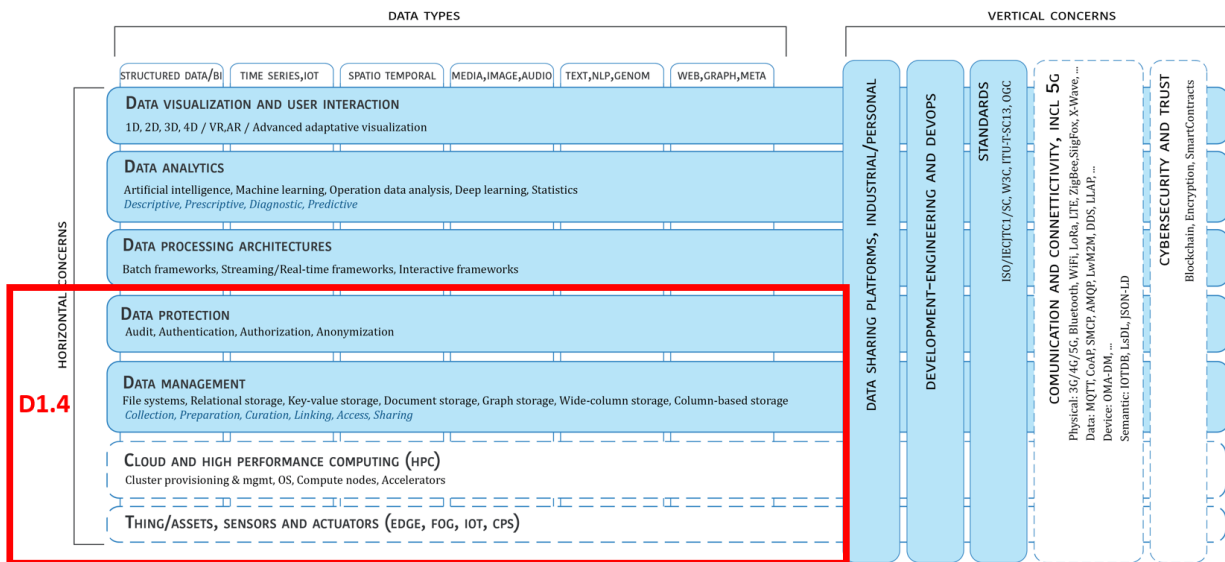 DATA TYPES
VERTICAL CONCERNS
STRUCTURED DATA/BI
TIME SERIES,IOT
SPATIO TEMPORAL
MEDIA,IMAGE,AUDIO
TEXT,NLP,GENOM
WEB,GRAPH,META
HORIZONTAL CONCERNS
DATA VISUALIZATION AND USER INTERACTION
1D, 2D, 3D, 4D / VR,AR / Advanced adaptative visualization
DATA ANALYTICS
Artificial intelligence, Machine learning, Operation data analysis, Deep learning, Statistics
Descriptive, Prescriptive, Diagnostic, Predictive
DATA PROCESSING ARCHITECTURES
Batch frameworks, Streaming/Real-time frameworks, Interactive frameworks
DATA PROTECTION
Audit, Authentication, Authorization, Anonymization
D1.4
DATA MANAGEMENT
File systems, Relational storage, Key-value storage, Document storage, Graph storage, Wide-column storage, Column-based storage
Collection, Preparation, Curation, Linking, Access, Sharing
CLOUD AND HIGH PERFORMANCE COMPUTING (HPC)
Cluster provisioning & mgmt, OS, Compute nodes, Accelerators
THING/ASSETS, SENSORS AND ACTUATORS (EDGE, FOG, IOT, CPS)
DATA SHARING PLATFORMS, INDUSTRIAL/PERSONAL
DEVELOPMENT-ENGINEERING AND DEVOPS
STANDARDS
ISO/IECJTC1/SC, W3C, ITU-T-SC13, OGC
COMUNICATION AND CONNETTICTIVITY, INCL 5G
Physical: 3G/4G/5G, Bluetooth, WiFi, LoRa, LTE, ZigBee,SiigFox, X-Wave, ...
Data: MQTT, CoAP, SMCP, AMQP, LwM2M, DDS, LLAP, ...
Device: OMA-DM, ...
Semantic: IOTDB, LsDL, JSON-LD
CYBERSECURITY AND TRUST
Blockchain, Encryption, SmartContracts